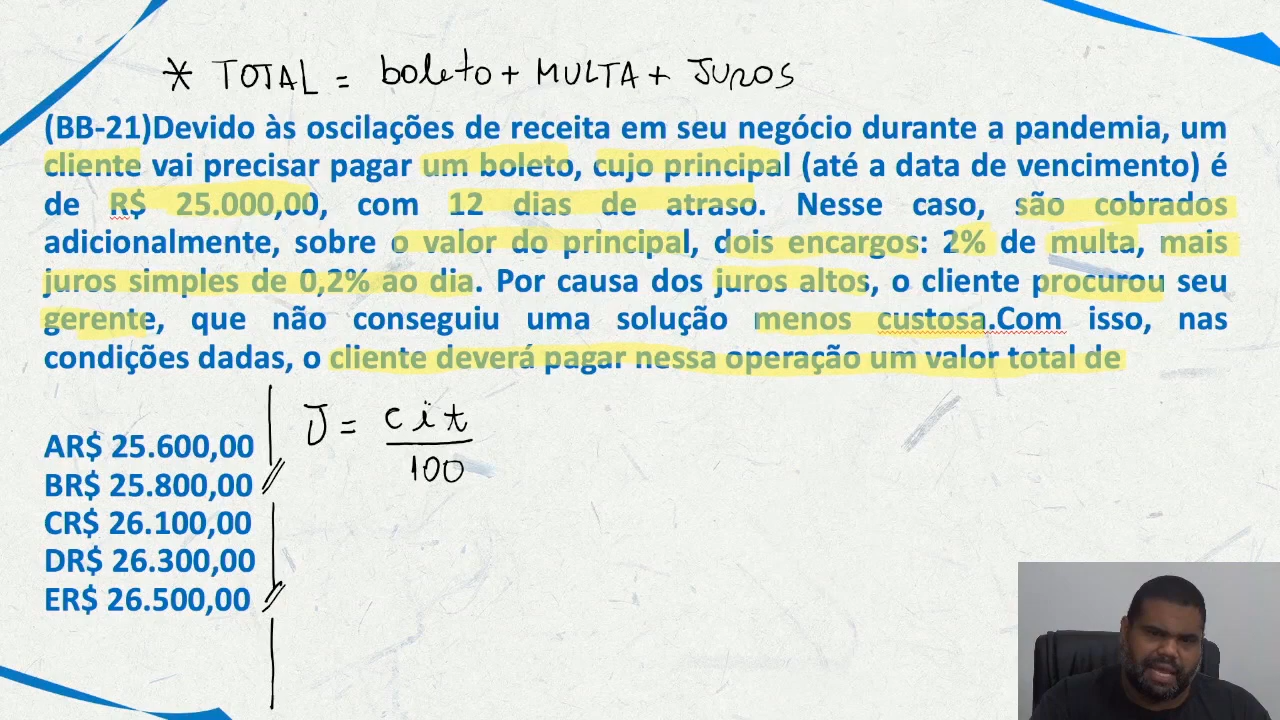 * TOTAL = boleto + MULTA + JUROS
(BB-21)Devido às oscilações de receita em seu negócio durante a pandemia, um
cliente vai precisar pagar um boleto, cujo principal (até a data de vencimento) é
de R$ 25.000,00, com 12 dias de atraso. Nesse caso, são cobrados
adicionalmente, sobre o valor do principal, dois encargos: 2% de multa, mais
juros simples de 0,2% ao dia. Por causa dos juros altos, o cliente procurou seu
gerente, que não conseguiu uma solução menos custosa.Com isso, nas
condições dadas, o cliente deverá pagar nessa operação um valor total de
J = c i t
100
AR$ 25.600,00
BR$ 25.800,00
CR$ 26.100,00
DR$ 26.300,00
ER$ 26.500,00